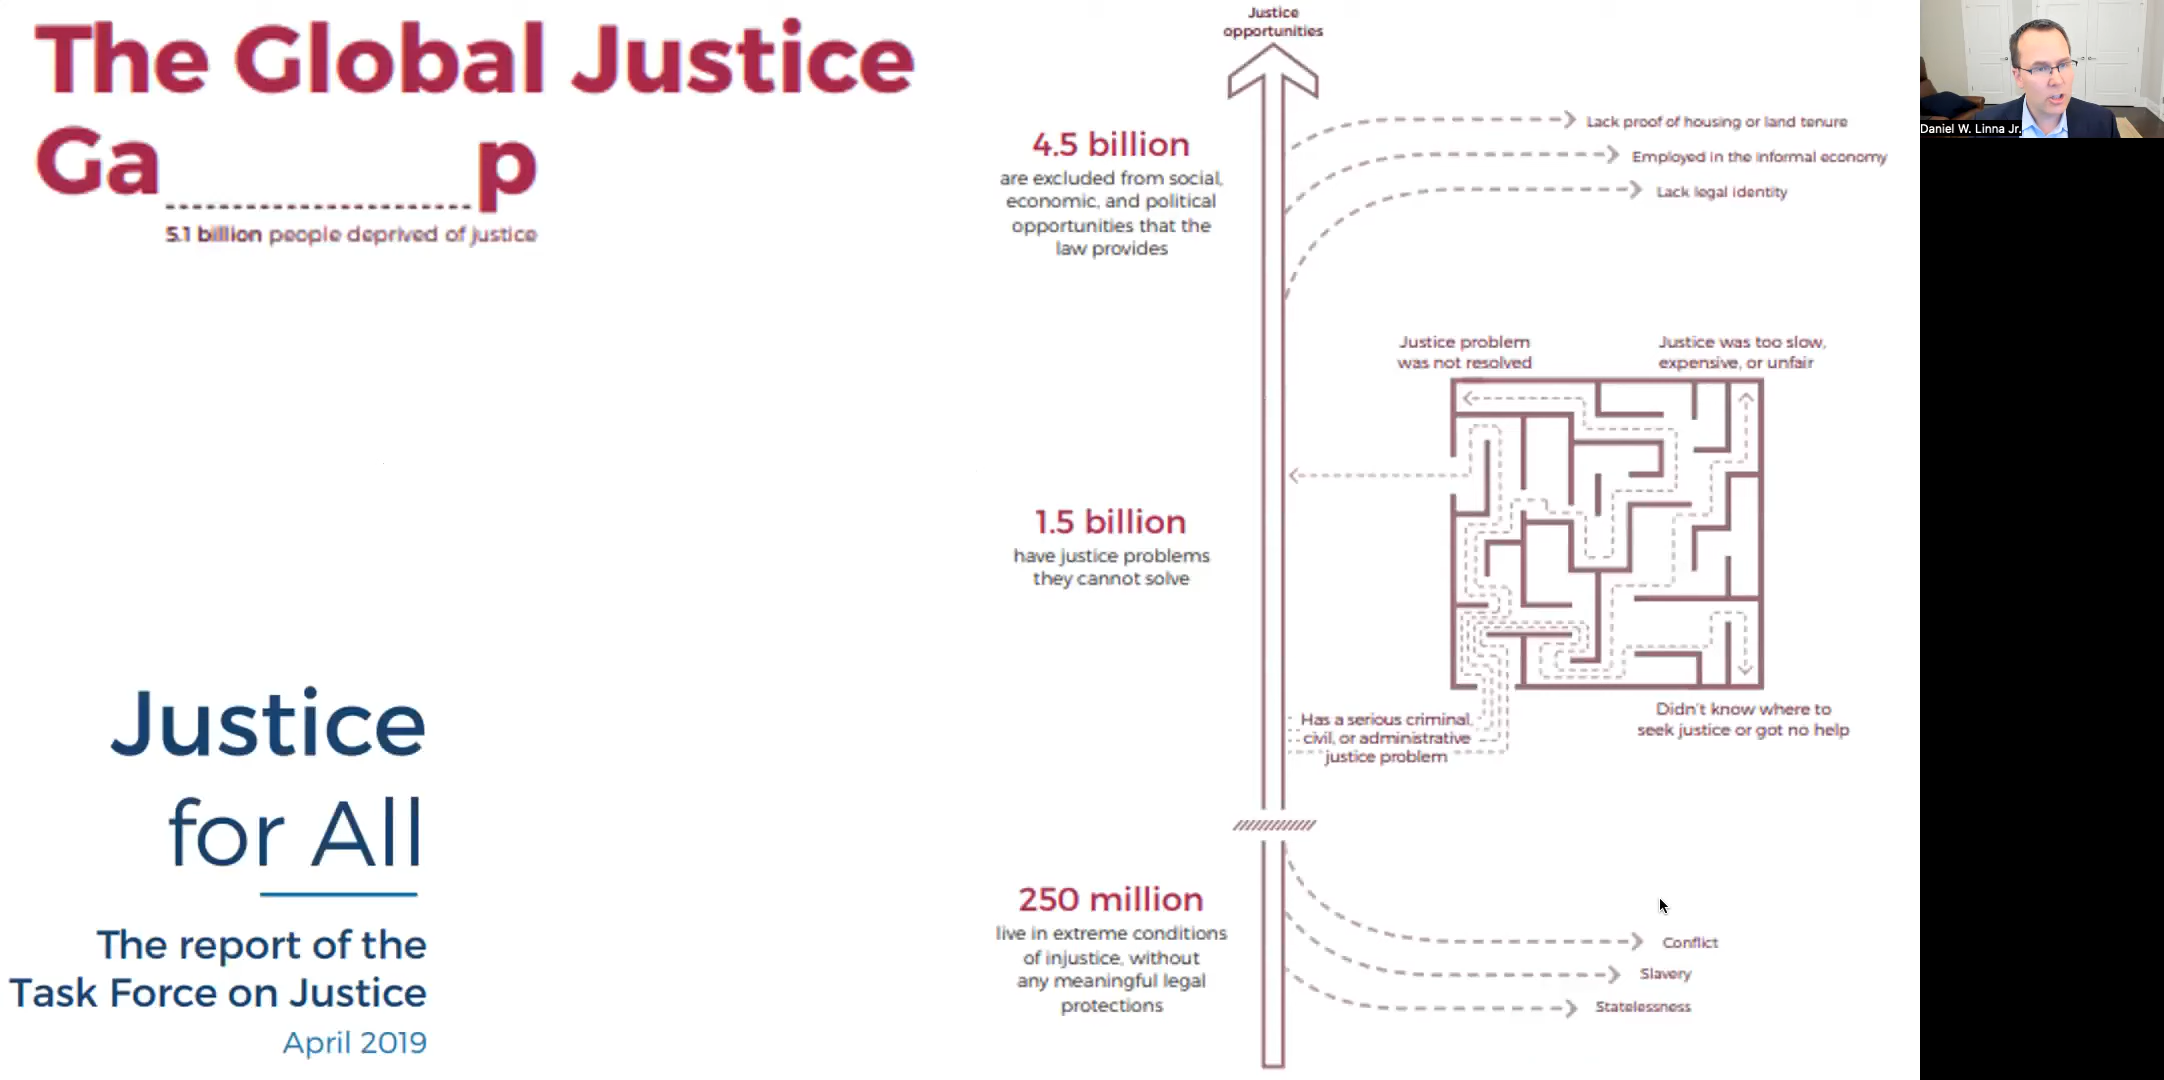 The Global Justice
Ga p
5.1 billion people deprived of justice
Justice
for All
The report of the
Task Force on Justice
April 2019
Justice
opportunities
4.5 billion
are excluded from social,
economic, and political
opportunities that the
law provides
Lack proof of housing or land tenure
Employed in the informal economy
Lack legal identity
1.5 billion
have justice problems
they cannot solve
Justice problem
was not resolved
Justice was too slow,
expensive, or unfair
Has a serious criminal,
civil, or administrative
justice problem
Didn't know where to
seek justice or got no help
250 million
live in extreme conditions
of injustice, without
any meaningful legal
protections
Conflict
Slavery
Statelessness
Daniel W. Linna Jr.